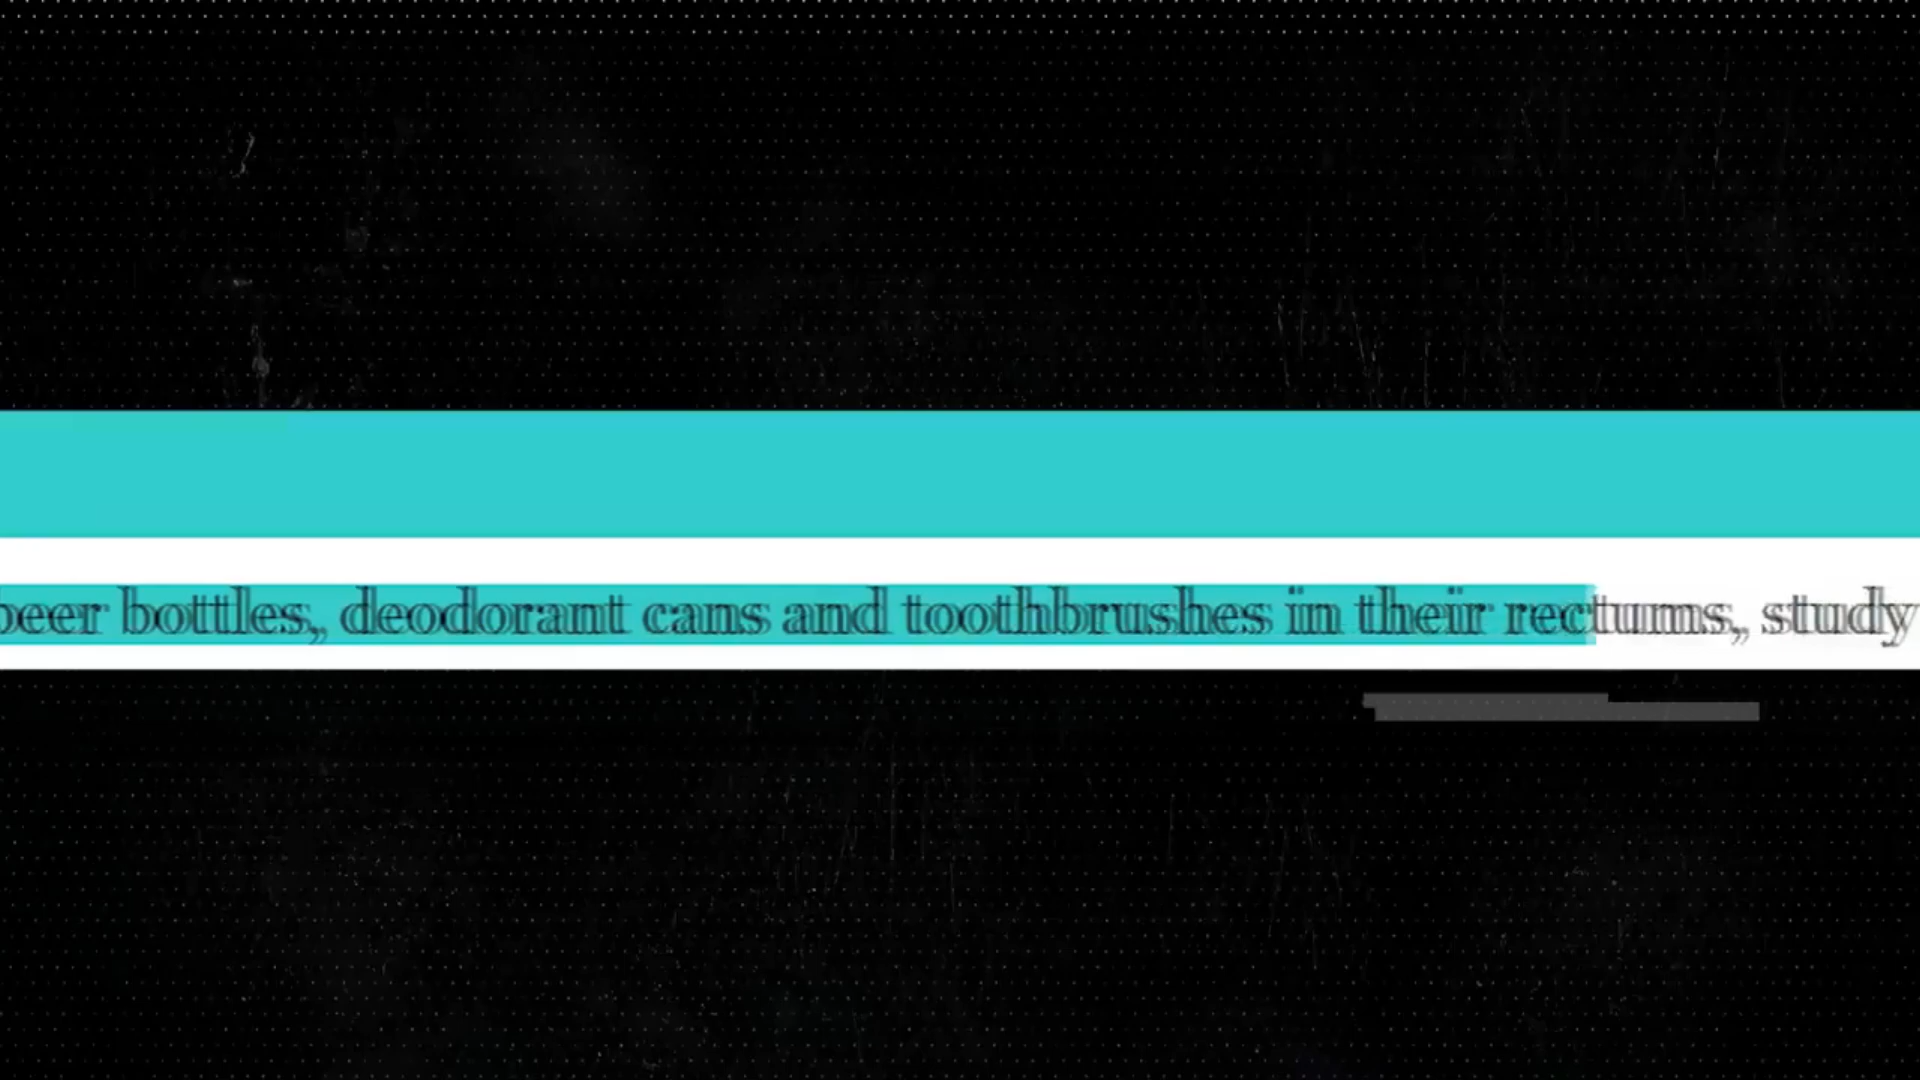 beer bottles, deodorant cans and toothbrushes in their rectums, study